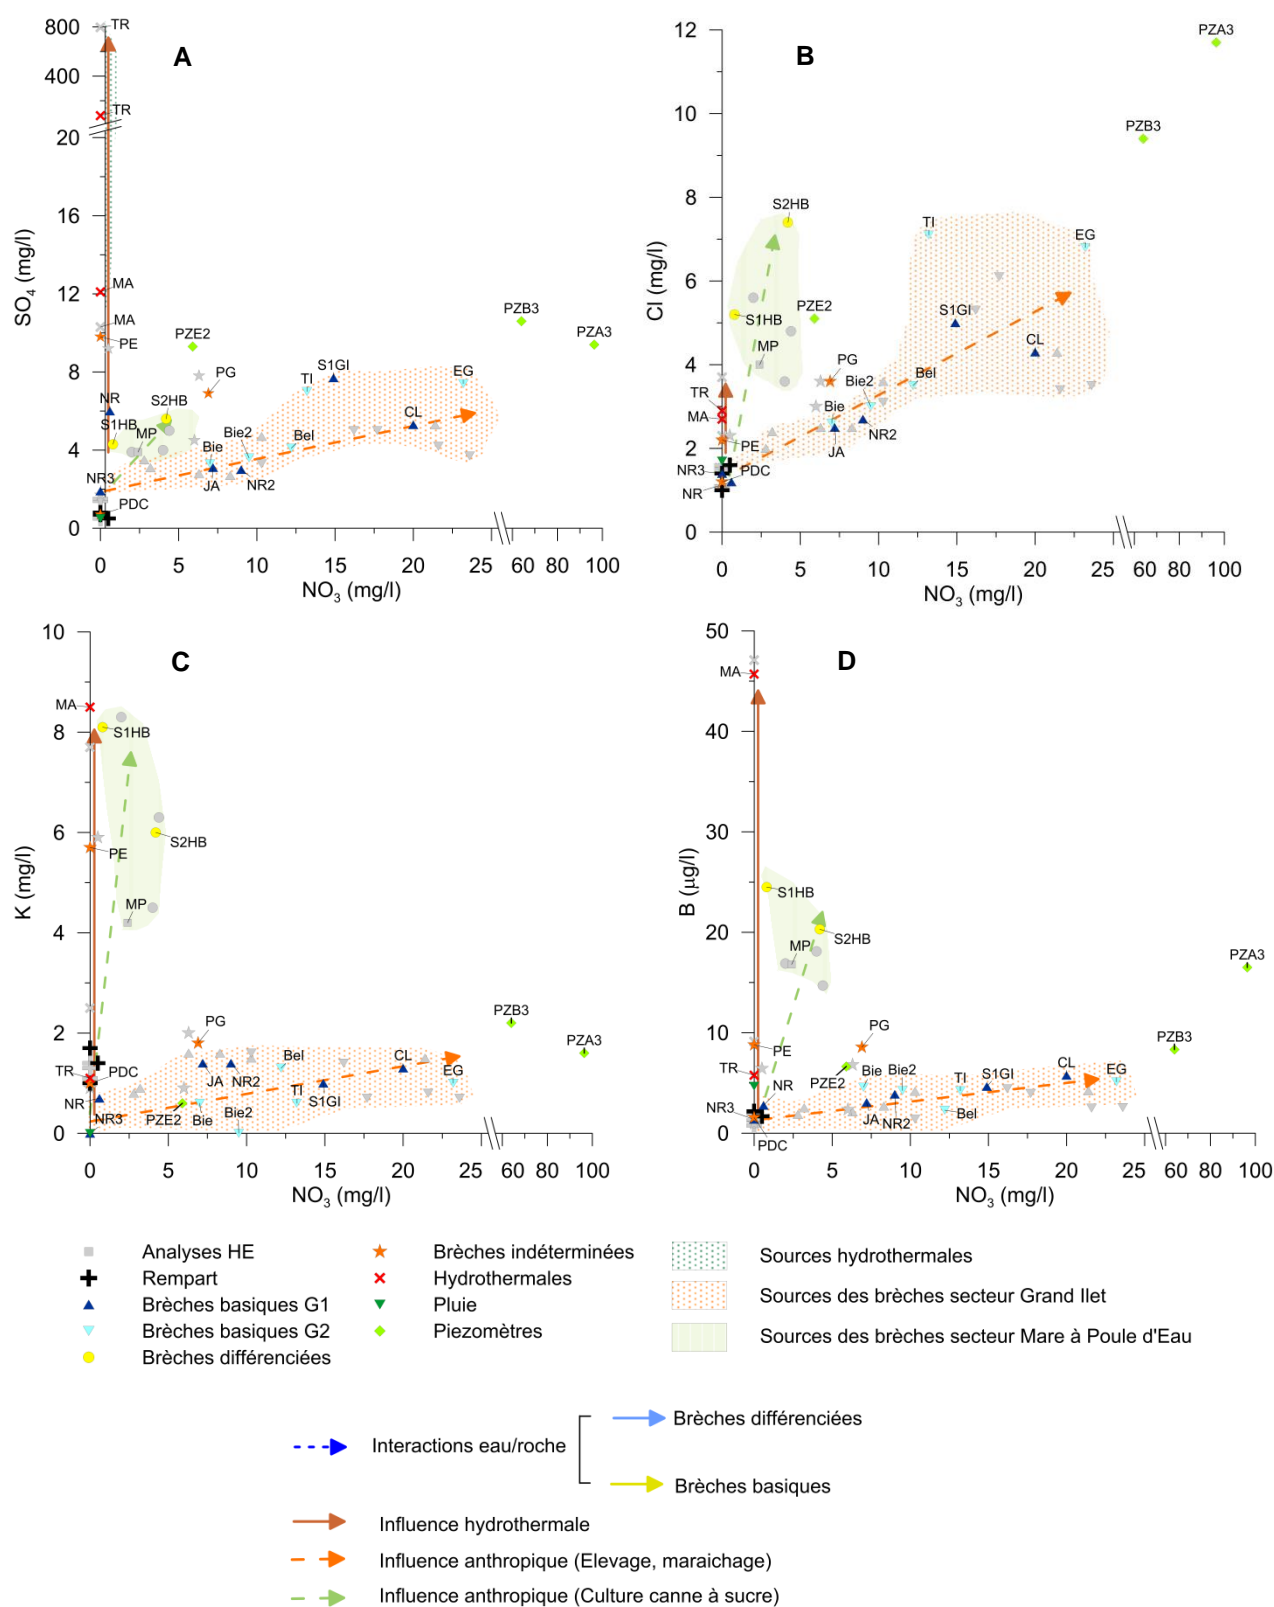 A
800
400
20
16
12
8
4
0
SO4 (mg/l)
TR
TR
MA
MA
PE
NR
S2HB
S1HB
MP
NR3
PDC
PZE2
PG
Bie
JA
Bie2
NR2
Bel
TI
S1GI
CL
EG
PZB3
PZA3
0 5 10 15 20 25 60 80 100
NO3 (mg/l)
B
12
10
8
6
4
2
0
Cl (mg/l)
PZA3
PZB3
S2HB
S1HB
PZE2
MP
TR
MA
PE
NR3
PDC
NR
PG
Bie2
Bie
JA
NR2
Bel
TI
S1GI
CL
EG
0 5 10 15 20 25 60 80 100
NO3 (mg/l)
C
10
8
6
4
2
0
K (mg/l)
MA
S1HB
PE
S2HB
MP
TR
PDC
NR
NR3
PG
JA
NR2
Bel
PZE2
Bie
Bie2
TI
S1GI
CL
EG
PZB3
PZA3
0 5 10 15 20 25 60 80 100
NO3 (mg/l)
D
50
40
30
20
10
0
B (µg/l)
MA
S1HB
S2HB
MP
PE
TR
NR
NR3
PDC
PG
PZE2
Bie
Bie2
JA
NR2
Bel
TI
S1GI
CL
EG
PZB3
PZA3
0 5 10 15 20 25 60 80 100
NO3 (mg/l)
Analyses HE
Rempart
Brèches basiques G1
Brèches basiques G2
Brèches différenciées
Brèches indéterminées
Hydrothermales
Pluie
Piezomètres
Sources hydrothermales
Sources des brèches secteur Grand Ilet
Sources des brèches secteur Mare à Poule d'Eau
Interactions eau/roche
Brèches différenciées
Brèches basiques
Influence hydrothermale
Influence anthropique (Elevage, maraichage)
Influence anthropique (Culture canne à sucre)